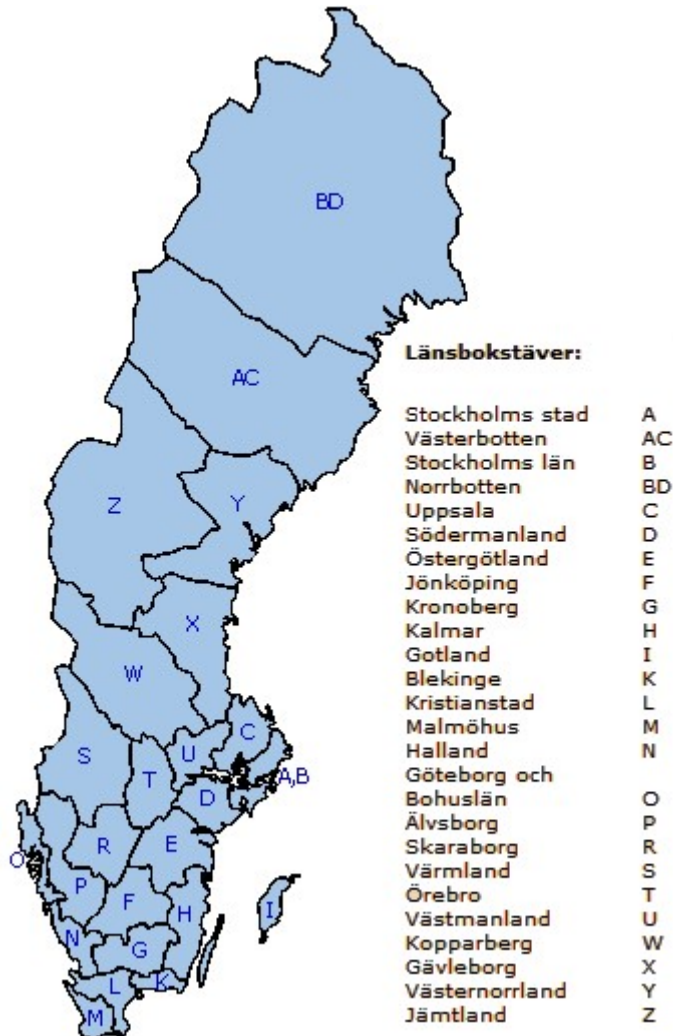 BD
AC
Z
Y
X
W
C
S
U
T
A,B
D
R
E
O
P
F
H
I
N
G
L
K
M
Länsbokstäver:
Stockholms stad A
Västerbotten AC
Stockholms län B
Norrbotten BD
Uppsala C
Södermanland D
Östergötland E
Jönköping F
Kronoberg G
Kalmar H
Gotland I
Blekinge K
Kristianstad L
Malmöhus M
Halland N
Göteborg och
Bohuslän O
Älvsborg P
Skaraborg R
Värmland S
Örebro T
Västmanland U
Kopparberg W
Gävleborg X
Västernorrland Y
Jämtland Z